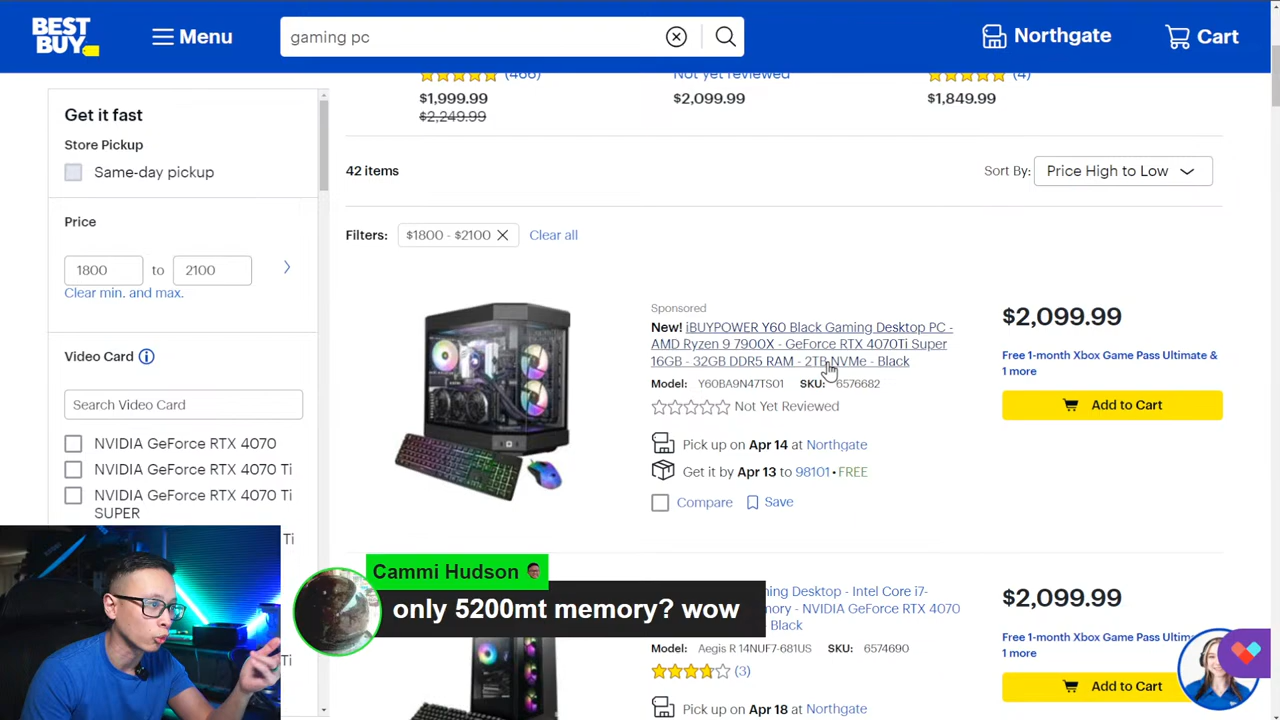 BEST
BUY
Menu
gaming pc
Northgate
Cart
(466)
Not yet reviewed
(4)
$1,999.99
$2,099.99
$1,849.99
$2,249.99
Get it fast
Store Pickup
Same-day pickup
Price
1800 to 2100
Clear min. and max.
Video Card
Search Video Card
NVIDIA GeForce RTX 4070
NVIDIA GeForce RTX 4070 Ti
NVIDIA GeForce RTX 4070 Ti
SUPER
Ti
Ti
42 items
Sort By: Price High to Low
Filters: $1800 - $2100 Clear all
Sponsored
New! iBUYPOWER Y60 Black Gaming Desktop PC -
AMD Ryzen 9 7900X - GeForce RTX 4070Ti Super
16GB - 32GB DDR5 RAM - 2TB NVMe - Black
Model: Y60BA9N47TS01 SKU: 6576682
Not Yet Reviewed
Pick up on Apr 14 at Northgate
Get it by Apr 13 to 98101 • FREE
Compare Save
$2,099.99
Free 1-month Xbox Game Pass Ultimate &
1 more
Add to Cart
Cammi Hudson
only 5200mt memory? wow
Desktop - Intel Core i7-
NVIDIA GeForce RTX 4070
Black
Model: Aegis R 14NUF7-681US SKU: 6574690
(3)
Pick up on Apr 18 at Northgate
$2,099.99
Free 1-month Xbox Game Pass
1 more
Add to Cart